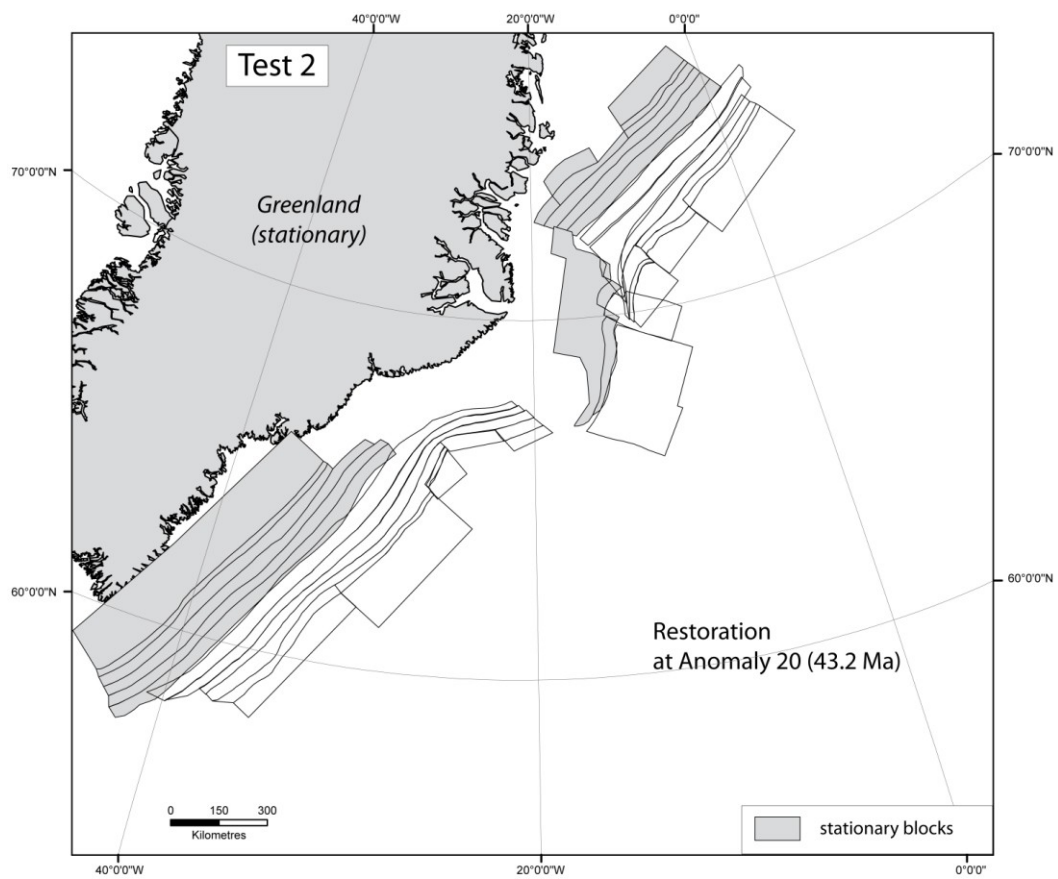 40°0'0"W 20°0'0"W 0°0'0"
Test 2
70°0'0"N 70°0'0"N
Greenland
(stationary)
60°0'0"N 60°0'0"N
Restoration
at Anomaly 20 (43.2 Ma)
0 150 300
Kilometres
stationary blocks
40°0'0"W 20°0'0"W 0°0'0"